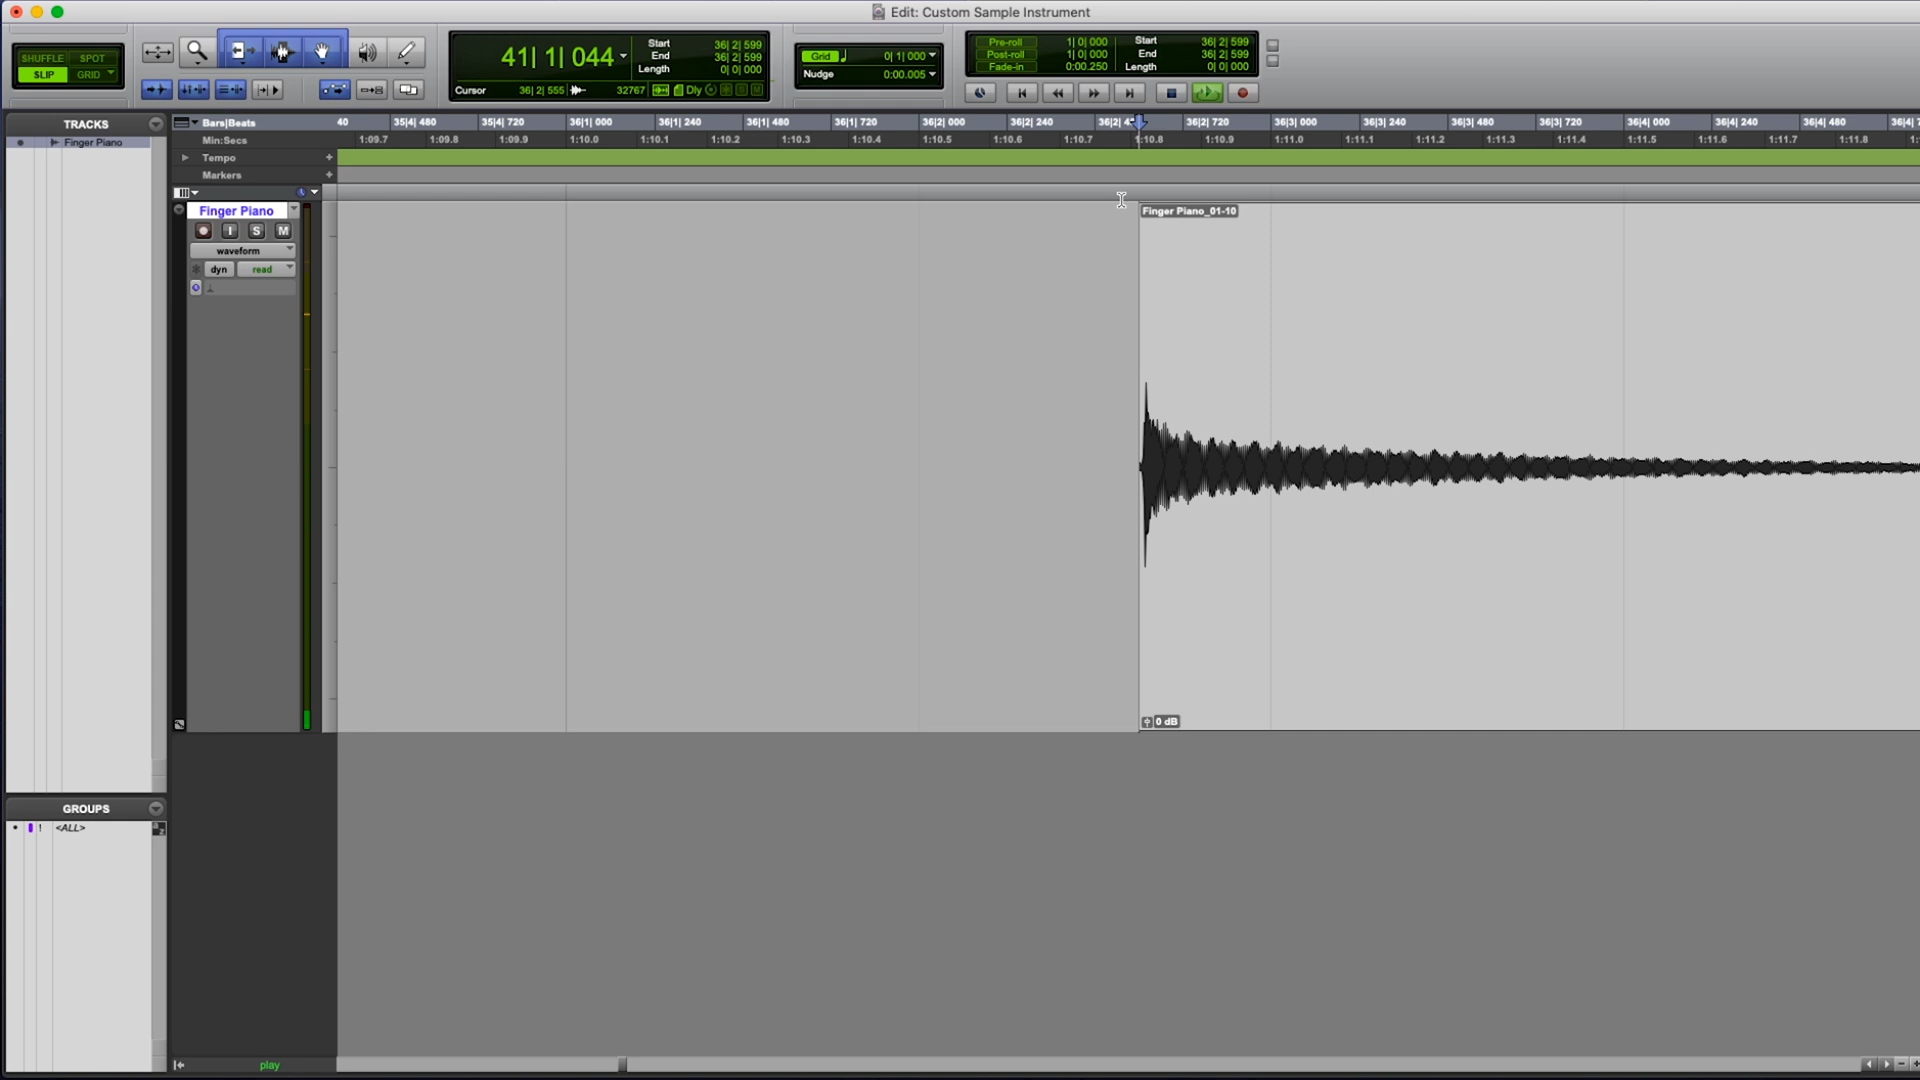 Edit: Custom Sample Instrument
SHUFFLE SPOT
SLIP GRID
41| 1| 044
Start 36| 2| 599
End 36| 2| 599
Length 0| 0| 000
Cursor 36| 2| 555 32767 Dly S M
Grid 0| 1| 000
Nudge 0:00.005
Pre-roll 1| 0| 000 Start 36| 2| 599
Post-roll 1| 0| 000 End 36| 2| 599
Fade-in 0:00.250 Length 0| 0| 000
TRACKS
Finger Piano
Bars|Beats 40 35|4| 480 35|4| 720 36|1| 000 36|1| 240 36|1| 480 36|1| 720 36|2| 000 36|2| 240 36|2| 4 36|2| 720 36|3| 000 36|3| 240 36|3| 480 36|3| 720 36|4| 000 36|4| 240 36|4| 480 36|4| 7
Min:Secs 1:09.7 1:09.8 1:09.9 1:10.0 1:10.1 1:10.2 1:10.3 1:10.4 1:10.5 1:10.6 1:10.7 1:10.8 1:10.9 1:11.0 1:11.1 1:11.2 1:11.3 1:11.4 1:11.5 1:11.6 1:11.7 1:11.8 1:
Tempo
Markers
Finger Piano
I S M
waveform
dyn read
Finger Piano_01-10
0 dB
GROUPS
! <ALL>
play